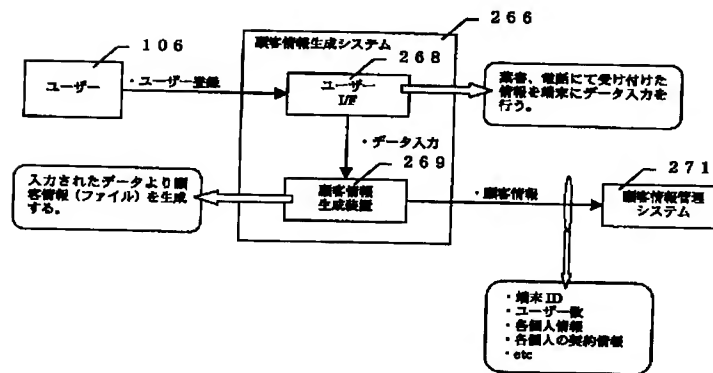 266
106
顧客情報生成システム
268
ユーザー
・ユーザー登録
ユーザー
I/F
葉書、電話にて受け付けた
情報を端末にデータ入力を
行う。
・データ入力
269
271
入力されたデータより顧
客情報(ファイル)を生成
する。
顧客情報
生成装置
・顧客情報
顧客情報管理
システム
・端末ID
・ユーザー数
・各個人情報
・各個人の契約情報
・etc